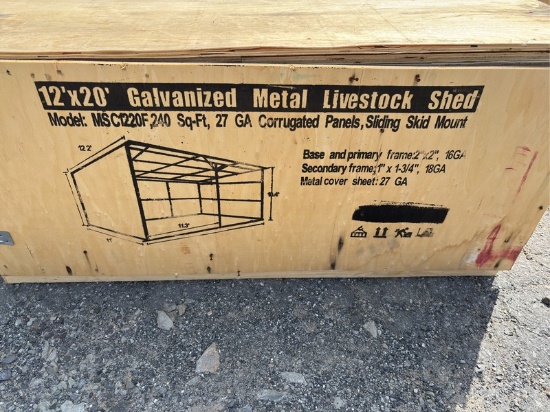 12'x20' Galvanized Metal Livestock Shed
Model: MSC1220F,240 Sq-Ft, 27 GA Corrugated Panels, Sliding Skid Mount
Base and primary frame:2"x2", 16GA
Secondary frame;1" x 1-3/4", 18GA
Metal cover sheet: 27 GA
12.2'
11.3'